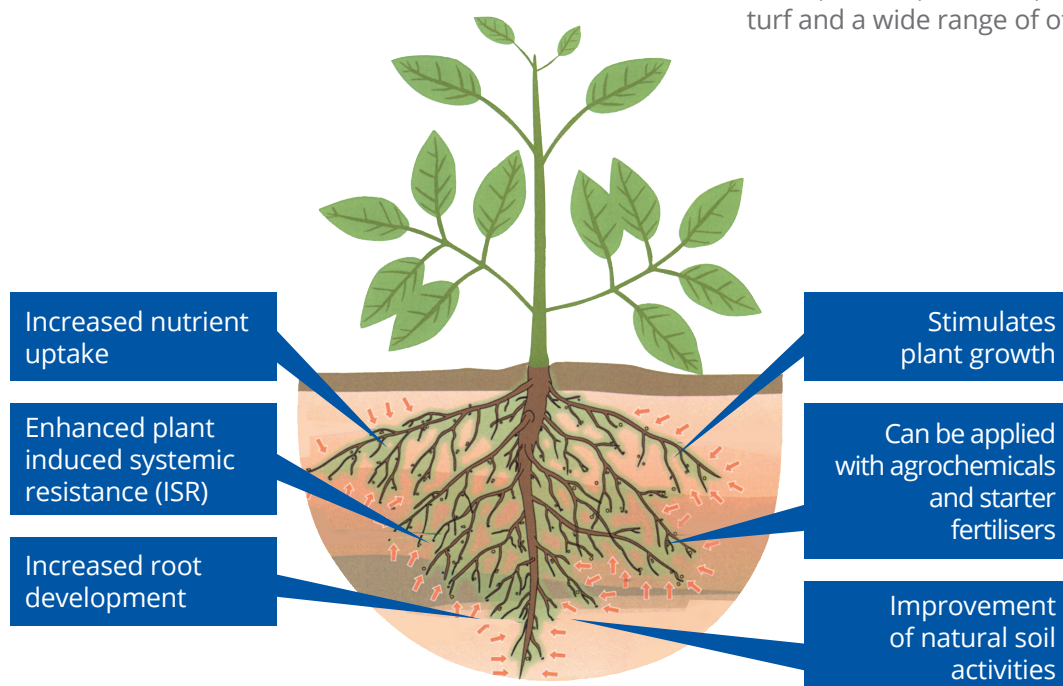 turf and a wide range of
Increased nutrient
uptake
Enhanced plant
induced systemic
resistance (ISR)
Increased root
development
Stimulates
plant growth
Can be applied
with agrochemicals
and starter
fertilisers
Improvement
of natural soil
activities